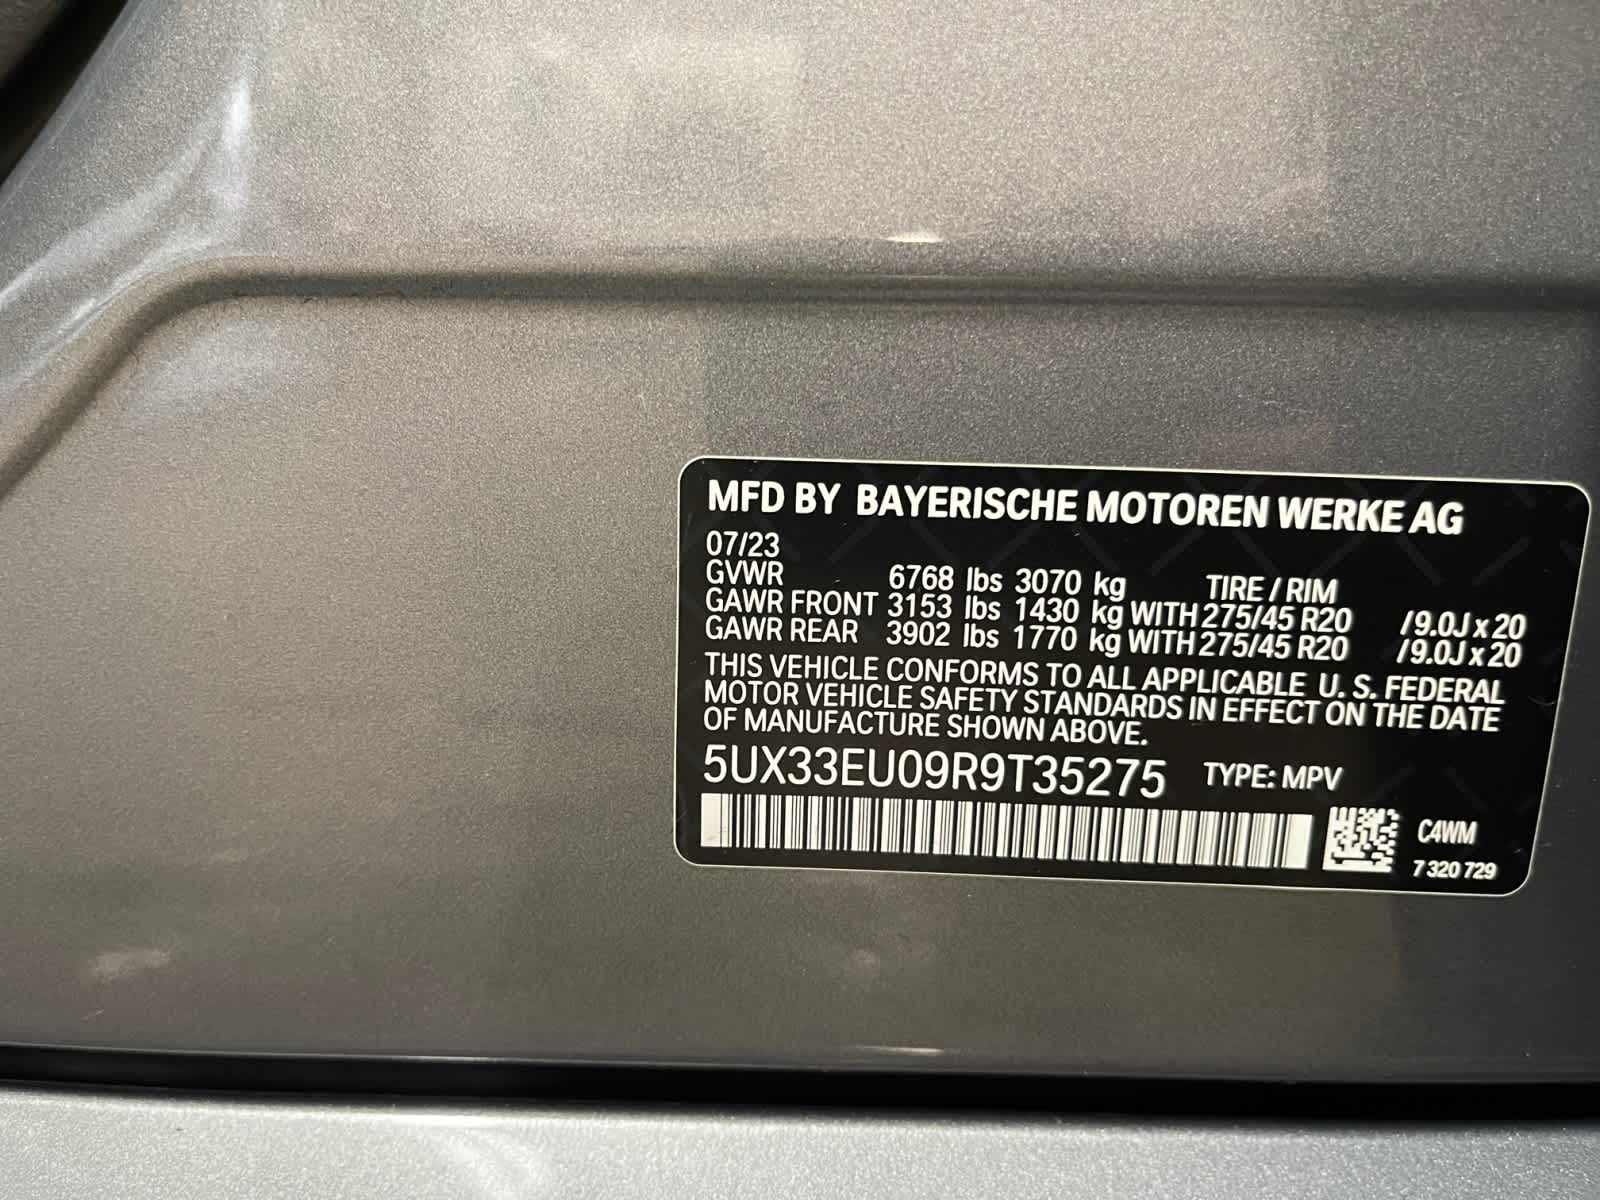 MFD BY BAYERISCHE MOTOREN WERKE AG
07/23
GVWR 6768 lbs 3070 kg TIRE / RIM
GAWR FRONT 3153 lbs 1430 kg WITH 275/45 R20 /9.0J x 20
GAWR REAR 3902 lbs 1770 kg WITH 275/45 R20 /9.0J x 20
THIS VEHICLE CONFORMS TO ALL APPLICABLE U. S. FEDERAL
MOTOR VEHICLE SAFETY STANDARDS IN EFFECT ON THE DATE
OF MANUFACTURE SHOWN ABOVE.
5UX33EU09R9T35275 TYPE: MPV
C4WM
7 320 729